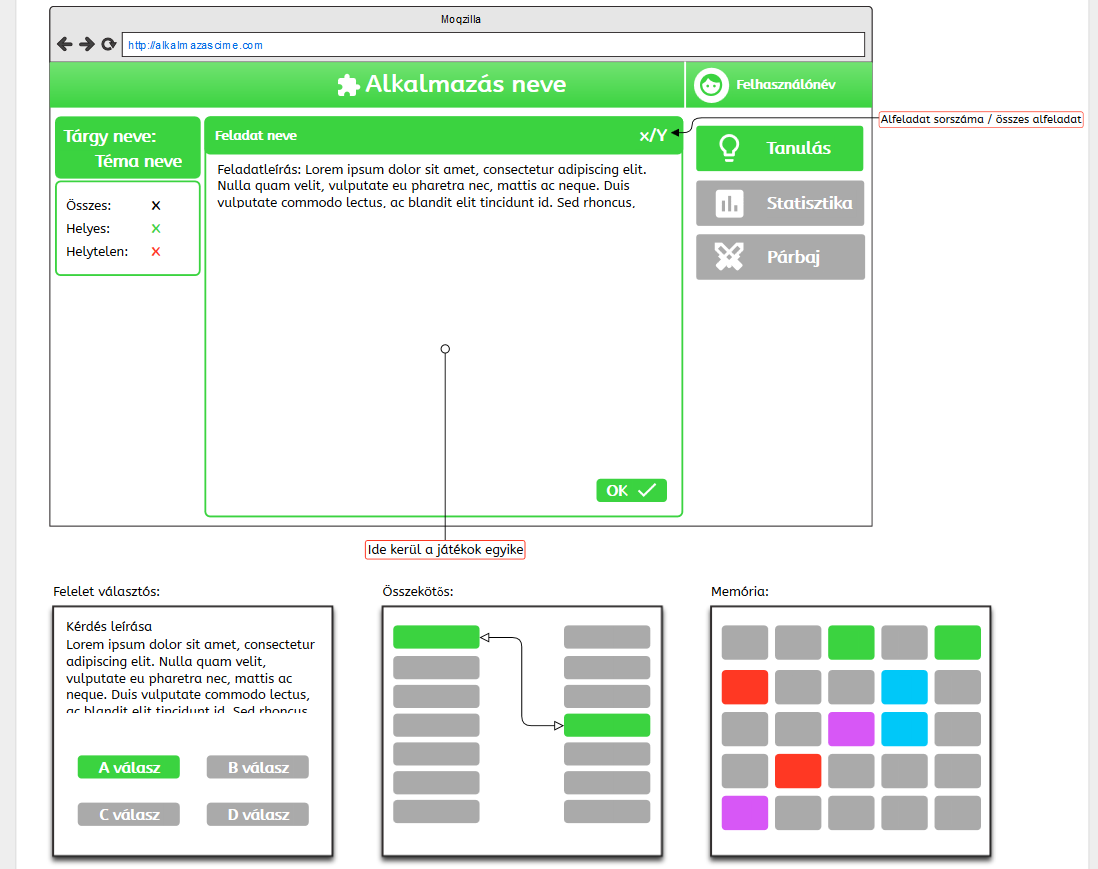 Moqzilla
http://alkalmazascime.com
Alkalmazás neve
Felhasználónév
Alfeladat sorszáma / összes alfeladat
Tárgy neve:
Téma neve
Összes: x
Helyes: x
Helytelen: x
Feladat neve x/Y
Feladatleírás: Lorem ipsum dolor sit amet, consectetur adipiscing elit.
Nulla quam velit, vulputate eu pharetra nec, mattis ac neque. Duis
vulputate commodo lectus, ac blandit elit tincidunt id. Sed rhoncus,
OK
Tanulás
Statisztika
Párbaj
Ide kerül a játékok egyike
Felelet választós:
Kérdés leírása
Lorem ipsum dolor sit amet, consectetur
adipiscing elit. Nulla quam velit,
vulputate eu pharetra nec, mattis ac
neque. Duis vulputate commodo lectus,
ac blandit elit tincidunt id. Sed rhoncus
A válasz B válasz
C válasz D válasz
Összekötős:
Memória: